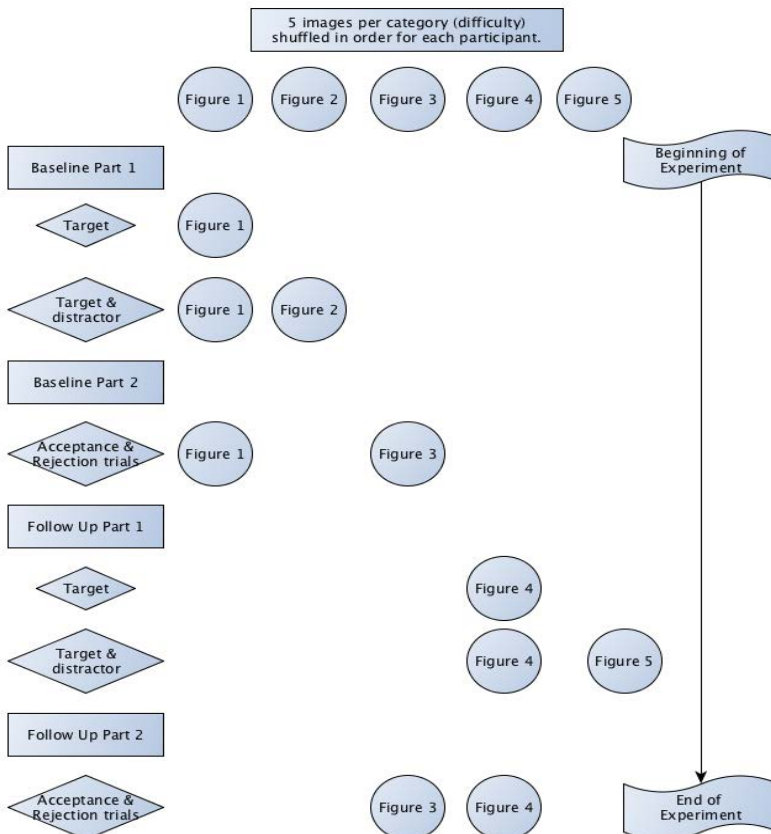 5 images per category (difficulty)
shuffled in order for each participant.
Figure 1
Figure 2
Figure 3
Figure 4
Figure 5
Beginning of
Experiment
Baseline Part 1
Target
Figure 1
Target &
distractor
Figure 1
Figure 2
Baseline Part 2
Acceptance &
Rejection trials
Figure 1
Figure 3
Follow Up Part 1
Target
Figure 4
Target &
distractor
Figure 4
Figure 5
Follow Up Part 2
Acceptance &
Rejection trials
Figure 3
Figure 4
End of
Experiment